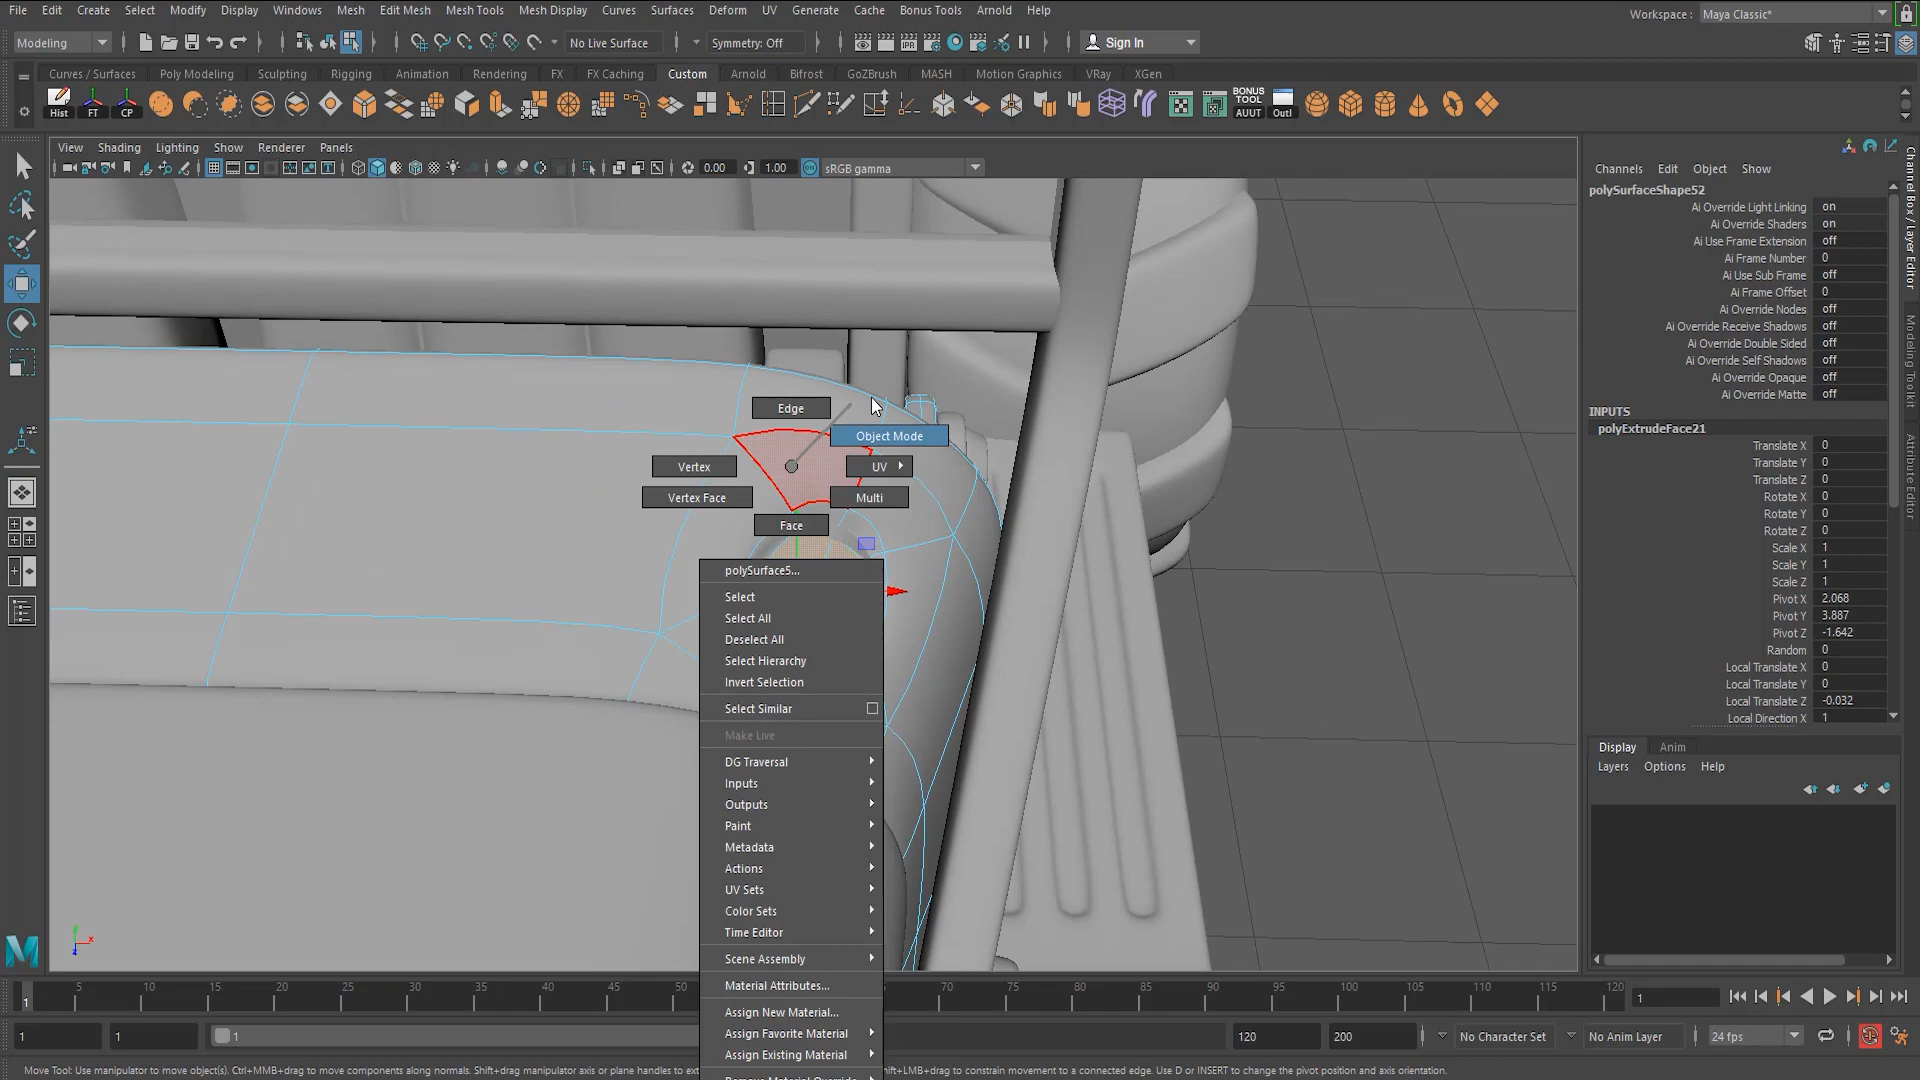 File Edit Create Select Modify Display Windows Mesh Edit Mesh Mesh Tools Mesh Display Curves Surfaces Deform UV Generate Cache Bonus Tools Arnold Help
Workspace : Maya Classic*
Modeling No Live Surface Symmetry: Off IPR Sign In
Curves / Surfaces Poly Modeling Sculpting Rigging Animation Rendering FX FX Caching Custom Arnold Bifrost GoZBrush MASH Motion Graphics VRay XGen
Hist FT CP BONUS TOOL AUUT Outl
View Shading Lighting Show Renderer Panels
0.00 1.00 sRGB gamma
Channels Edit Object Show
polySurfaceShape52
Ai Override Light Linking on
Ai Override Shaders on
Ai Use Frame Extension off
Ai Frame Number 0
Ai Use Sub Frame off
Ai Frame Offset 0
Ai Override Nodes off
Ai Override Receive Shadows off
Ai Override Double Sided off
Ai Override Self Shadows off
Ai Override Opaque off
Ai Override Matte off
INPUTS
polyExtrudeFace21
Translate X 0
Translate Y 0
Translate Z 0
Rotate X 0
Rotate Y 0
Rotate Z 0
Scale X 1
Scale Y 1
Scale Z 1
Pivot X 2.068
Pivot Y 3.887
Pivot Z -1.642
Random 0
Local Translate X 0
Local Translate Y 0
Local Translate Z -0.032
Local Direction X 1
Channel Box / Layer Editor
Modeling Toolkit
Attribute Editor
Display Anim
Layers Options Help
Edge
Object Mode
Vertex
UV
Vertex Face
Multi
Face
polySurface5...
Select
Select All
Deselect All
Select Hierarchy
Invert Selection
Select Similar
Make Live
DG Traversal
Inputs
Outputs
Paint
Metadata
Actions
UV Sets
Color Sets
Time Editor
Scene Assembly
Material Attributes...
Assign New Material...
Assign Favorite Material
Assign Existing Material
1 5 10 15 20 25 30 35 40 45 50 70 75 80 85 90 95 100 105 110 115 120 1
1 1 1 120 200 No Character Set No Anim Layer 24 fps
Move Tool: Use manipulator to move object(s). Ctrl+MMB+drag to move components along normals. Shift+drag manipulator axis or plane handles to ext
ift+LMB+drag to constrain movement to a connected edge. Use D or INSERT to change the pivot position and axis orientation.